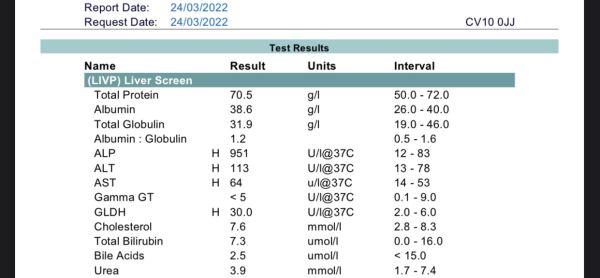 Report Date: 24/03/2022
Request Date: 24/03/2022 CV10 0JJ
Test Results
Name Result Units Interval
(LIVP) Liver Screen
Total Protein 70.5 g/l 50.0 - 72.0
Albumin 38.6 g/l 26.0 - 40.0
Total Globulin 31.9 g/l 19.0 - 46.0
Albumin : Globulin 1.2 0.5 - 1.6
ALP H 951 U/l@37C 12 - 83
ALT H 113 U/l@37C 13 - 78
AST H 64 u/l@37C 14 - 53
Gamma GT < 5 U/l@37C 0.1 - 9.0
GLDH H 30.0 U/l@37C 2.0 - 6.0
Cholesterol 7.6 mmol/l 2.8 - 8.3
Total Bilirubin 7.3 umol/l 0.0 - 16.0
Bile Acids 2.5 umol/l < 15.0
Urea 3.9 mmol/l 1.7 - 7.4